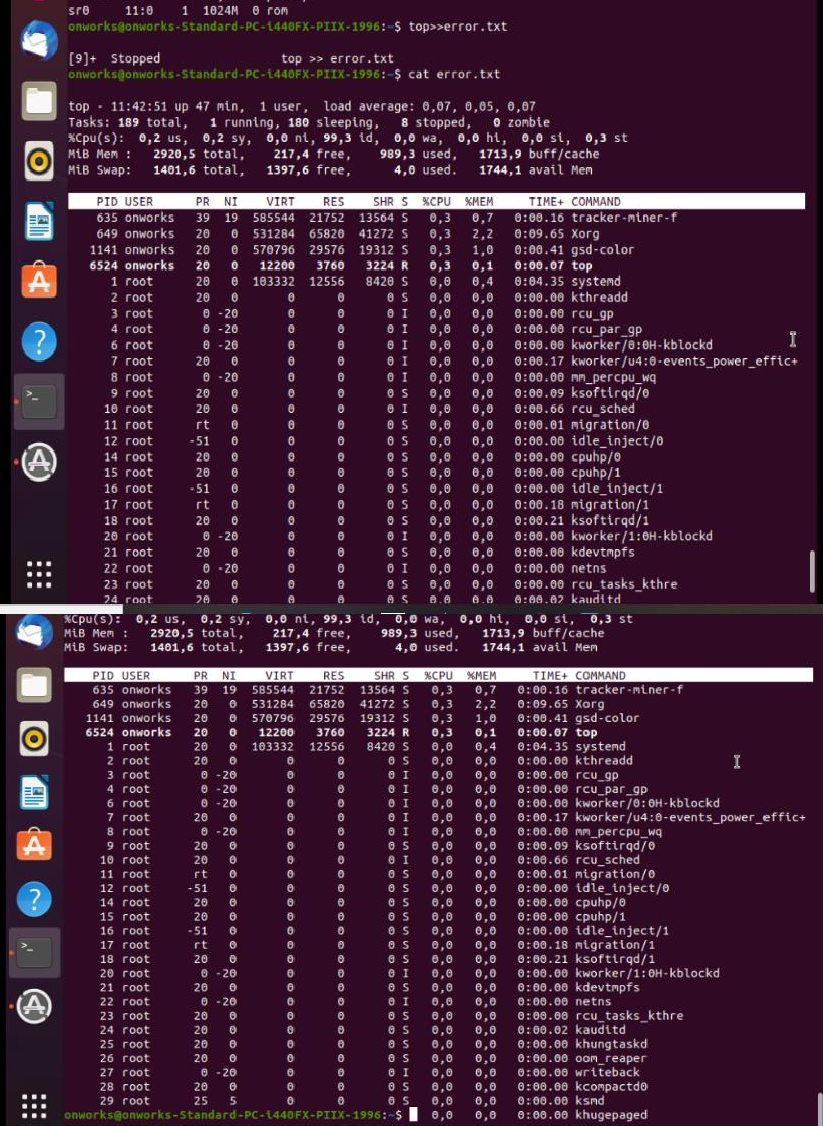 sr0 11:0 1 1024M 0 rom
onworks@onworks-Standard-PC-i440FX-PIIX-1996:~$ top>>error.txt
[9]+ Stopped top >> error.txt
onworks@onworks-Standard-PC-i440FX-PIIX-1996:~$ cat error.txt
top - 11:42:51 up 47 min, 1 user, load average: 0,07, 0,05, 0,07
Tasks: 189 total, 1 running, 180 sleeping, 8 stopped, 0 zombie
%Cpu(s): 0,2 us, 0,2 sy, 0,0 ni, 99,3 id, 0,0 wa, 0,0 hi, 0,0 si, 0,3 st
MiB Mem : 2920,5 total, 217,4 free, 989,3 used, 1713,9 buff/cache
MiB Swap: 1401,6 total, 1397,6 free, 4,0 used. 1744,1 avail Mem
PID USER PR NI VIRT RES SHR S %CPU %MEM TIME+ COMMAND
635 onworks 39 19 585544 21752 13564 S 0,3 0,7 0:00.16 tracker-miner-f
649 onworks 20 0 531284 65820 41272 S 0,3 2,2 0:09.65 Xorg
1141 onworks 20 0 570796 29576 19312 S 0,3 1,0 0:00.41 gsd-color
6524 onworks 20 0 12200 3760 3224 R 0,3 0,1 0:00.07 top
1 root 20 0 103332 12556 8420 S 0,0 0,4 0:04.35 systemd
2 root 20 0 0 0 0 S 0,0 0,0 0:00.00 kthreadd
3 root 0 -20 0 0 0 I 0,0 0,0 0:00.00 rcu_gp
4 root 0 -20 0 0 0 I 0,0 0,0 0:00.00 rcu_par_gp
6 root 0 -20 0 0 0 I 0,0 0,0 0:00.00 kworker/0:0H-kblockd
7 root 20 0 0 0 0 I 0,0 0,0 0:00.17 kworker/u4:0-events_power_effic+
8 root 0 -20 0 0 0 I 0,0 0,0 0:00.00 mm_percpu_wq
9 root 20 0 0 0 0 S 0,0 0,0 0:00.09 ksoftirqd/0
10 root 20 0 0 0 0 I 0,0 0,0 0:00.66 rcu_sched
11 root rt 0 0 0 0 S 0,0 0,0 0:00.01 migration/0
12 root -51 0 0 0 0 S 0,0 0,0 0:00.00 idle_inject/0
14 root 20 0 0 0 0 S 0,0 0,0 0:00.00 cpuhp/0
15 root 20 0 0 0 0 S 0,0 0,0 0:00.00 cpuhp/1
16 root -51 0 0 0 0 S 0,0 0,0 0:00.00 idle_inject/1
17 root rt 0 0 0 0 S 0,0 0,0 0:00.18 migration/1
18 root 20 0 0 0 0 S 0,0 0,0 0:00.21 ksoftirqd/1
20 root 0 -20 0 0 0 I 0,0 0,0 0:00.00 kworker/1:0H-kblockd
21 root 20 0 0 0 0 S 0,0 0,0 0:00.00 kdevtmpfs
22 root 0 -20 0 0 0 I 0,0 0,0 0:00.00 netns
23 root 20 0 0 0 0 S 0,0 0,0 0:00.00 rcu_tasks_kthre
24 root 20 0 0 0 0 S 0,0 0,0 0:00.02 kauditd
%Cpu(s): 0,2 us, 0,2 sy, 0,0 ni, 99,3 id, 0,0 wa, 0,0 hi, 0,0 si, 0,3 st
MiB Mem : 2920,5 total, 217,4 free, 989,3 used, 1713,9 buff/cache
MiB Swap: 1401,6 total, 1397,6 free, 4,0 used. 1744,1 avail Mem
PID USER PR NI VIRT RES SHR S %CPU %MEM TIME+ COMMAND
635 onworks 39 19 585544 21752 13564 S 0,3 0,7 0:00.16 tracker-miner-f
649 onworks 20 0 531284 65820 41272 S 0,3 2,2 0:09.65 Xorg
1141 onworks 20 0 570796 29576 19312 S 0,3 1,0 0:00.41 gsd-color
6524 onworks 20 0 12200 3760 3224 R 0,3 0,1 0:00.07 top
1 root 20 0 103332 12556 8420 S 0,0 0,4 0:04.35 systemd
2 root 20 0 0 0 0 S 0,0 0,0 0:00.00 kthreadd
3 root 0 -20 0 0 0 I 0,0 0,0 0:00.00 rcu_gp
4 root 0 -20 0 0 0 I 0,0 0,0 0:00.00 rcu_par_gp
6 root 0 -20 0 0 0 I 0,0 0,0 0:00.00 kworker/0:0H-kblockd
7 root 20 0 0 0 0 I 0,0 0,0 0:00.17 kworker/u4:0-events_power_effic+
8 root 0 -20 0 0 0 I 0,0 0,0 0:00.00 mm_percpu_wq
9 root 20 0 0 0 0 S 0,0 0,0 0:00.09 ksoftirqd/0
10 root 20 0 0 0 0 I 0,0 0,0 0:00.66 rcu_sched
11 root rt 0 0 0 0 S 0,0 0,0 0:00.01 migration/0
12 root -51 0 0 0 0 S 0,0 0,0 0:00.00 idle_inject/0
14 root 20 0 0 0 0 S 0,0 0,0 0:00.00 cpuhp/0
15 root 20 0 0 0 0 S 0,0 0,0 0:00.00 cpuhp/1
16 root -51 0 0 0 0 S 0,0 0,0 0:00.00 idle_inject/1
17 root rt 0 0 0 0 S 0,0 0,0 0:00.18 migration/1
18 root 20 0 0 0 0 S 0,0 0,0 0:00.21 ksoftirqd/1
20 root 0 -20 0 0 0 I 0,0 0,0 0:00.00 kworker/1:0H-kblockd
21 root 20 0 0 0 0 S 0,0 0,0 0:00.00 kdevtmpfs
22 root 0 -20 0 0 0 I 0,0 0,0 0:00.00 netns
23 root 20 0 0 0 0 S 0,0 0,0 0:00.00 rcu_tasks_kthre
24 root 20 0 0 0 0 S 0,0 0,0 0:00.02 kauditd
25 root 20 0 0 0 0 S 0,0 0,0 0:00.00 khungtaskd
26 root 20 0 0 0 0 S 0,0 0,0 0:00.00 oom_reaper
27 root 0 -20 0 0 0 I 0,0 0,0 0:00.00 writeback
28 root 20 0 0 0 0 S 0,0 0,0 0:00.00 kcompactd0
29 root 25 5 0 0 0 S 0,0 0,0 0:00.00 ksmd
onworks@onworks-Standard-PC-i440FX-PIIX-1996:~$ 0,0 0,0 0:00.00 khugepaged